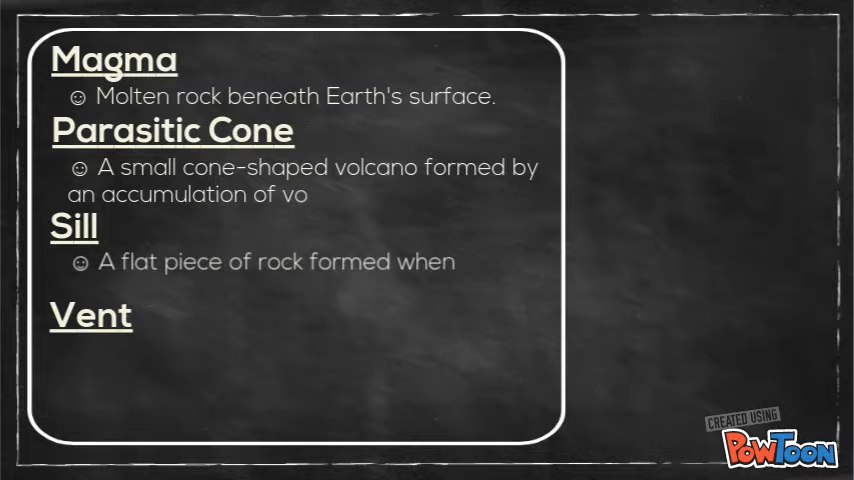 Magma
☺ Molten rock beneath Earth's surface.
Parasitic Cone
☺ A small cone-shaped volcano formed by
an accumulation of vo
Sill
☺ A flat piece of rock formed when
Vent
CREATED USING
PowToon